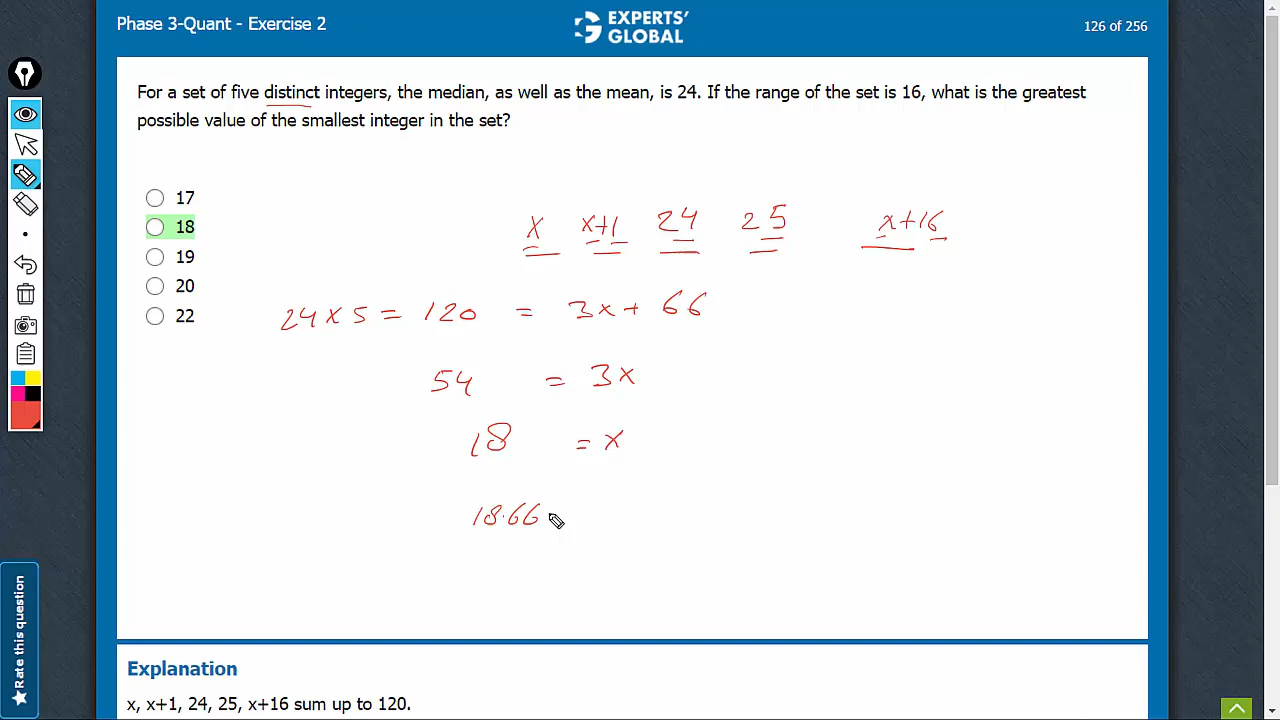 Phase 3-Quant - Exercise 2
EXPERTS'
GLOBAL
126 of 256
For a set of five distinct integers, the median, as well as the mean, is 24. If the range of the set is 16, what is the greatest
possible value of the smallest integer in the set?
17
18
19
20
22
x x+1 24 25 x+16
24 x 5 = 120 = 3x + 66
54 = 3x
18 = x
18.66
Rate this question
Explanation
x, x+1, 24, 25, x+16 sum up to 120.